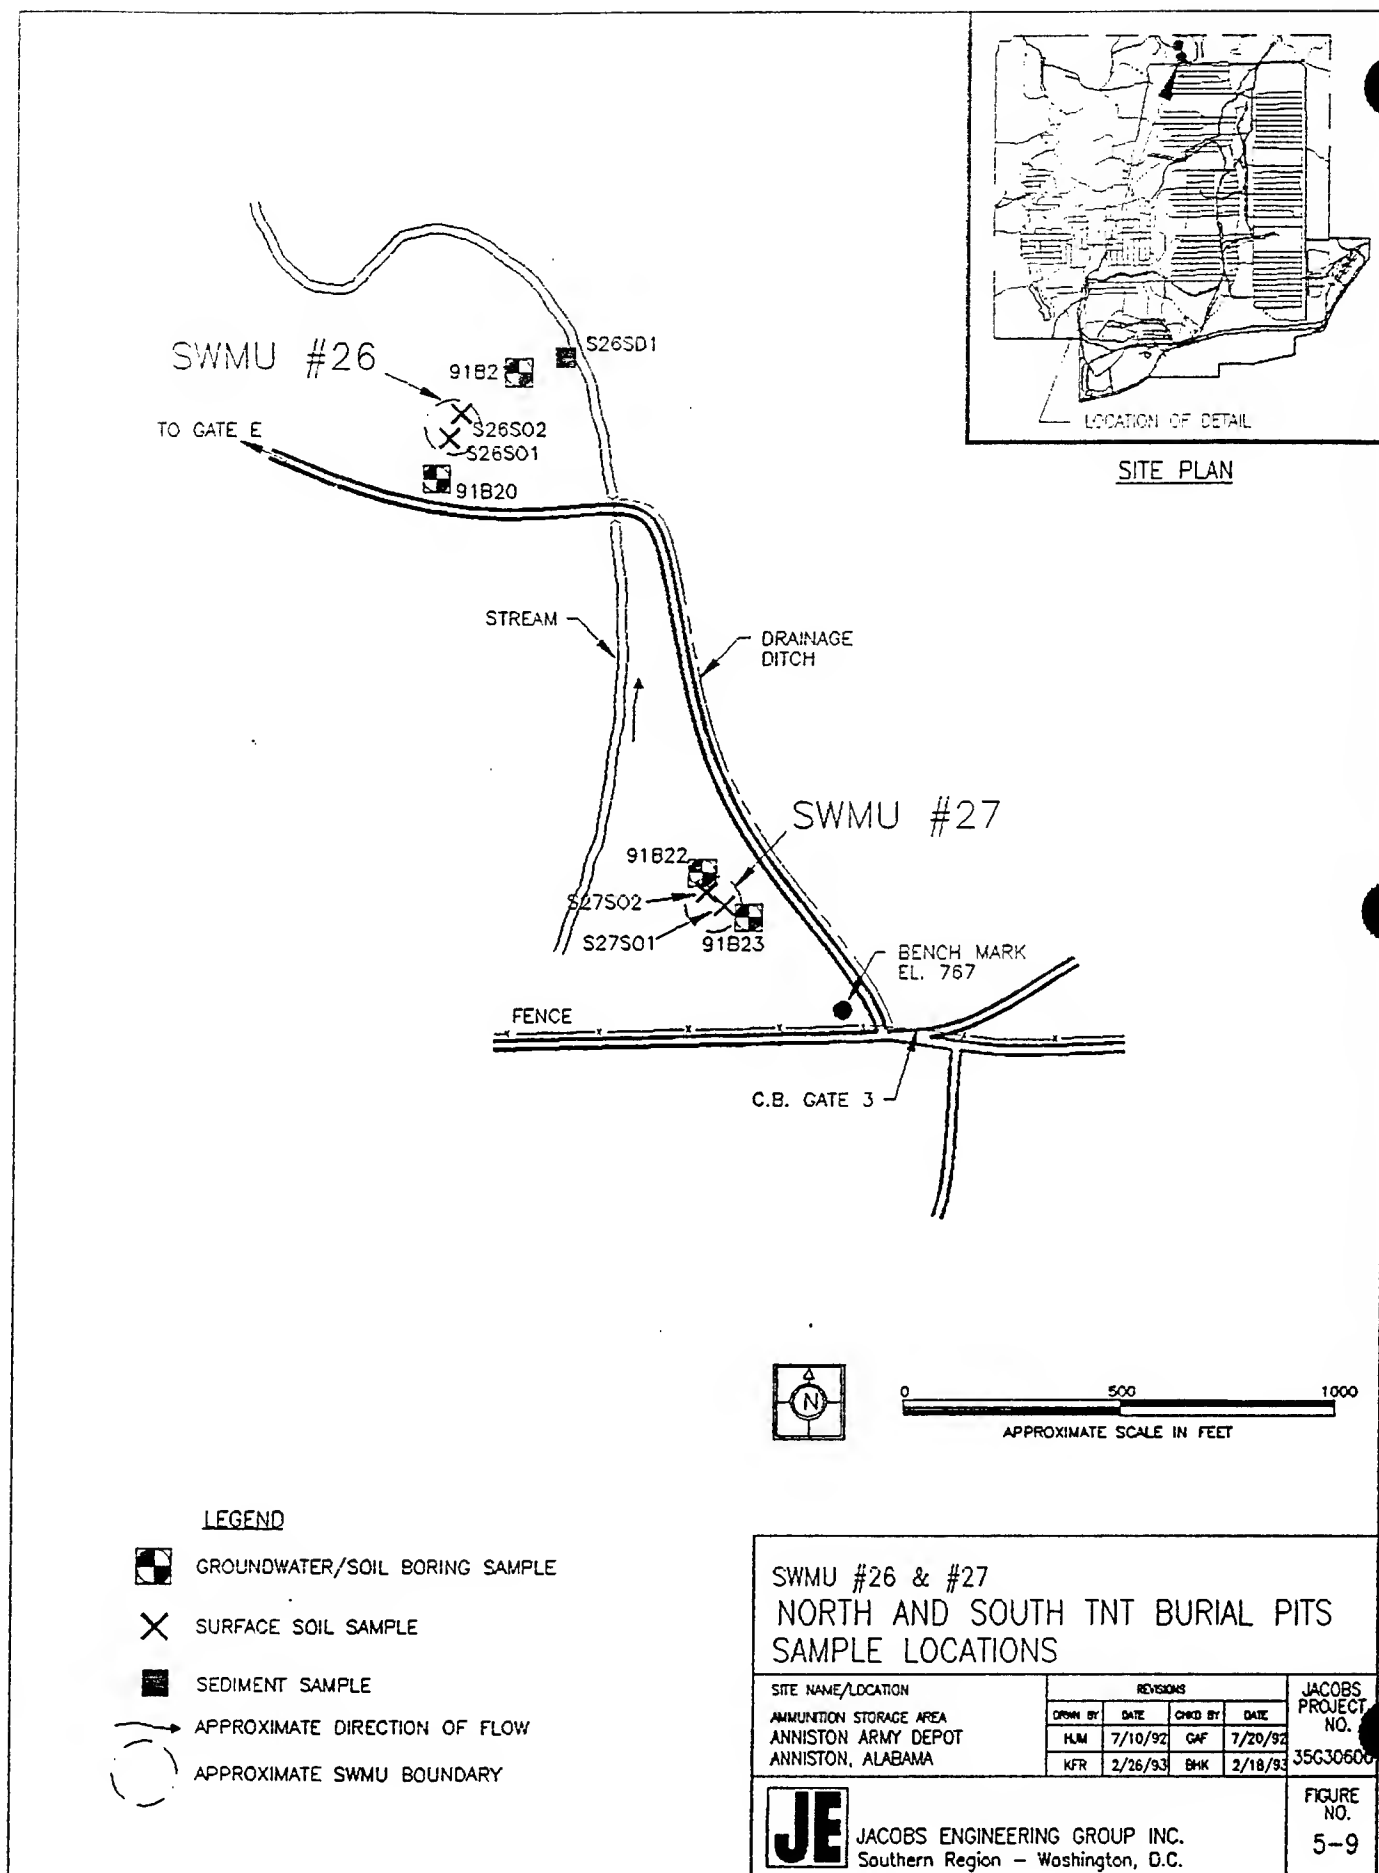 LOCATION OF DETAIL
SITE PLAN
S26SD1
SWMU #26
91B2
TO GATE E
S26SO2
S26SO1
91B20
STREAM
DRAINAGE
DITCH
SWMU #27
91B22
S27SO2
S27SO1
91B23
BENCH MARK
EL. 767
FENCE
C.B. GATE 3
N
0 500 1000
APPROXIMATE SCALE IN FEET
LEGEND
GROUNDWATER/SOIL BORING SAMPLE
SURFACE SOIL SAMPLE
SEDIMENT SAMPLE
APPROXIMATE DIRECTION OF FLOW
APPROXIMATE SWMU BOUNDARY
SWMU #26 & #27
NORTH AND SOUTH TNT BURIAL PITS
SAMPLE LOCATIONS
SITE NAME/LOCATION
AMMUNITION STORAGE AREA
ANNISTON ARMY DEPOT
ANNISTON, ALABAMA
REVISIONS
DRWN BY DATE CHKD BY DATE
HJM 7/10/92 GAF 7/20/92
KFR 2/26/93 BHK 2/18/93
JACOBS
PROJECT
NO.
35G30600
JE
JACOBS ENGINEERING GROUP INC.
Southern Region – Washington, D.C.
FIGURE
NO.
5-9